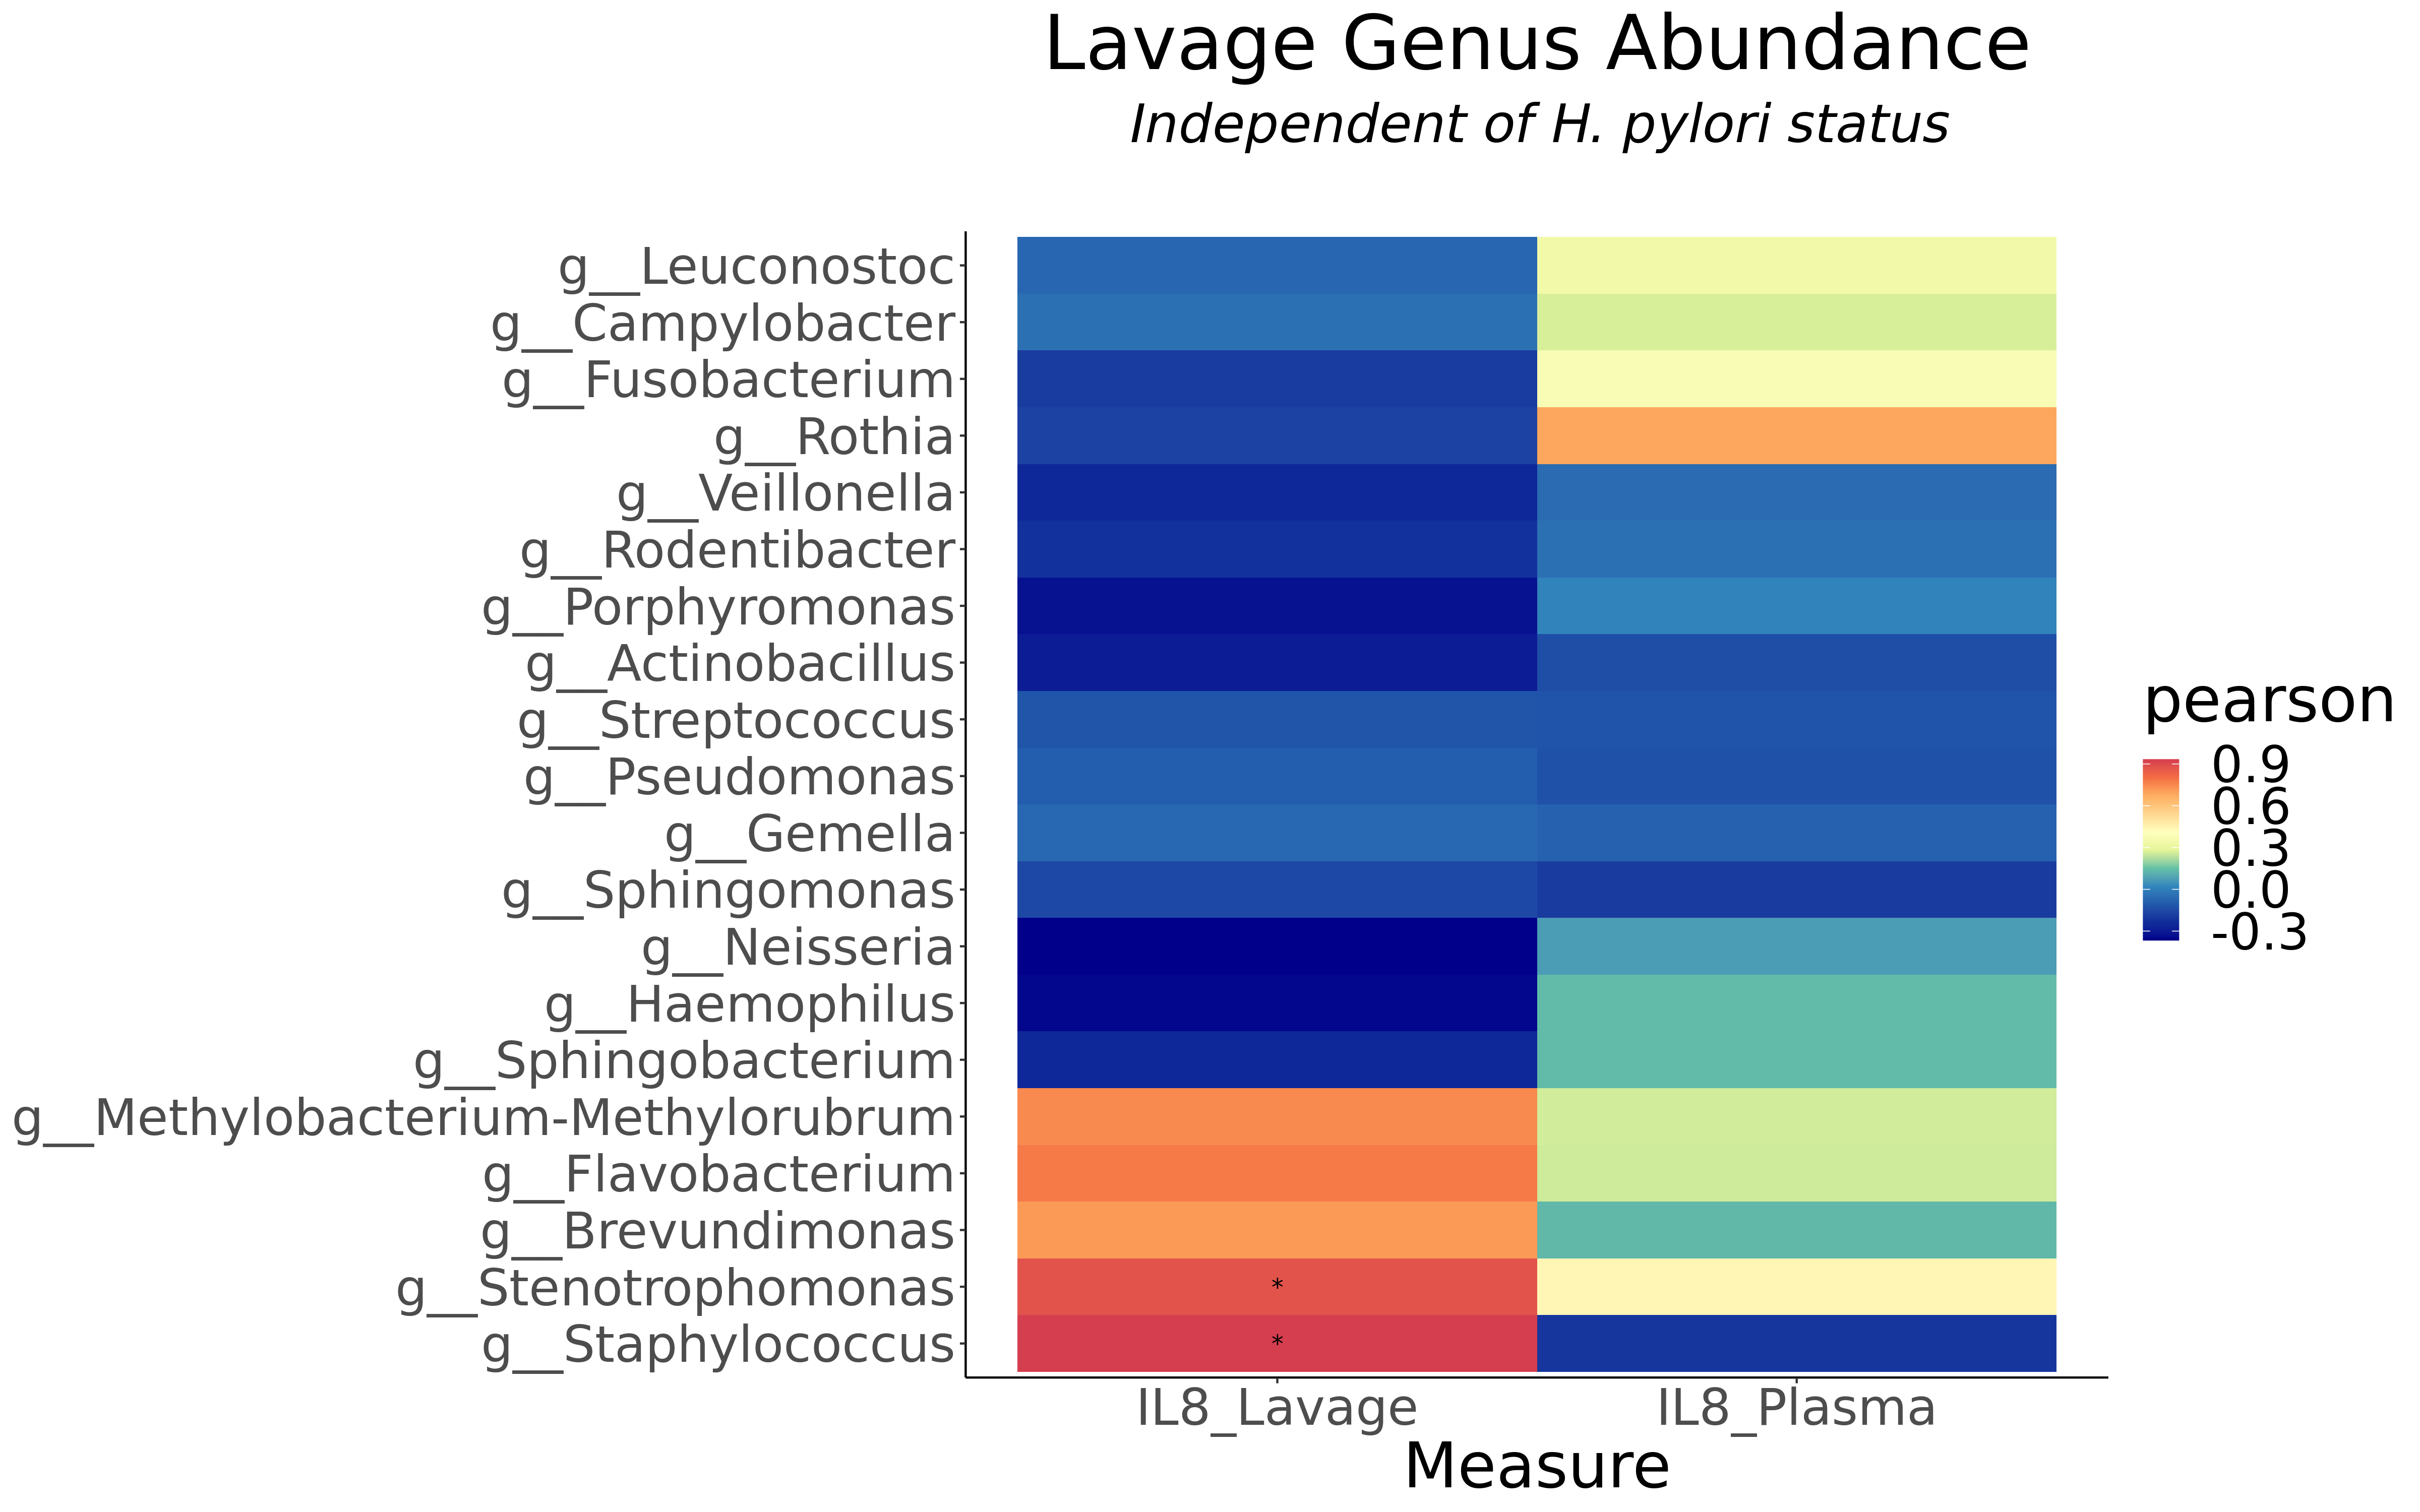 Lavage Genus Abundance
Independent of H. pylori status
g__Leuconostoc
g__Campylobacter
g__Fusobacterium
g__Rothia
g__Veillonella
g__Rodentibacter
g__Porphyromonas
g__Actinobacillus
g__Streptococcus
g__Pseudomonas
g__Gemella
g__Sphingomonas
g__Neisseria
g__Haemophilus
g__Sphingobacterium
g__Methylobacterium-Methylorubrum
g__Flavobacterium
g__Brevundimonas
g__Stenotrophomonas
*
g__Staphylococcus
*
IL8_Lavage
IL8_Plasma
Measure
pearson
0.9
0.6
0.3
0.0
-0.3